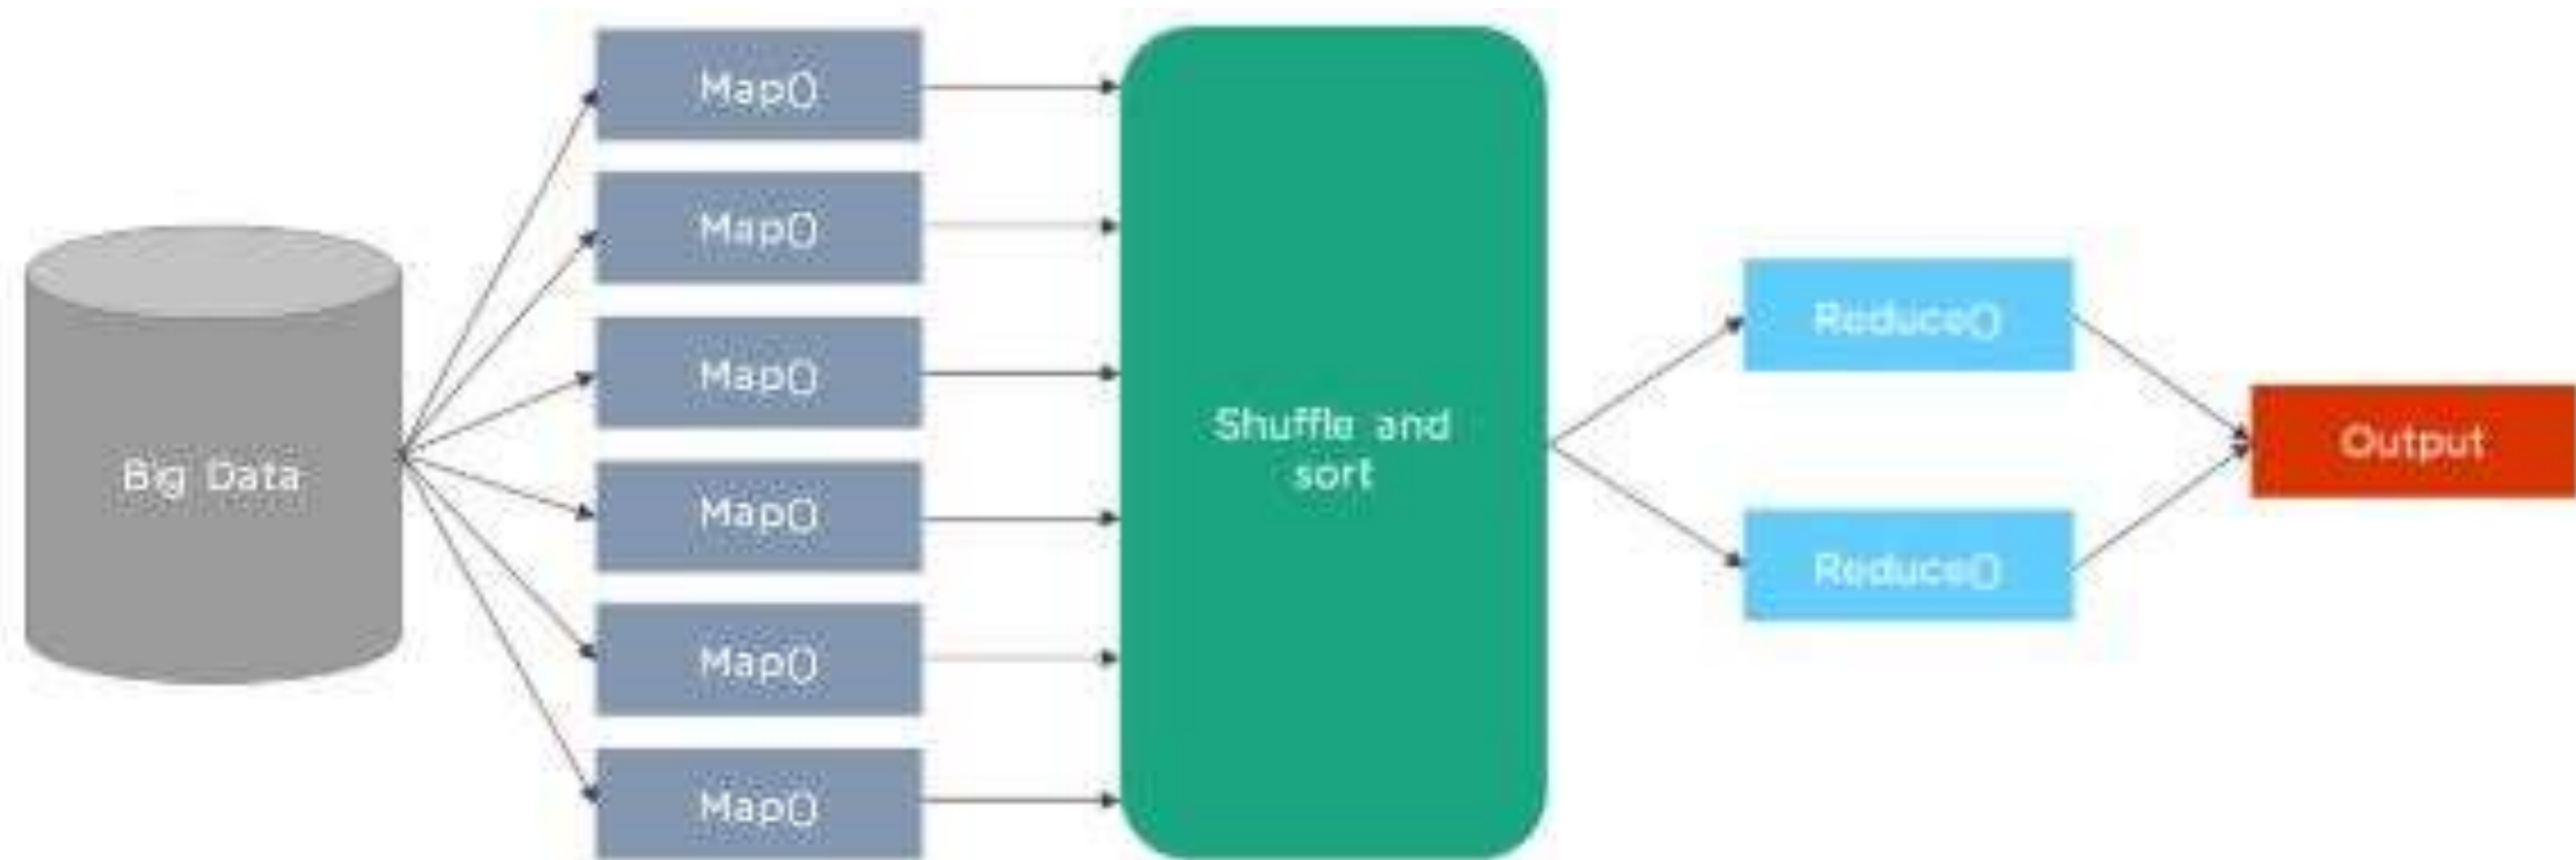 Big Data
Map()
Map()
Map()
Map()
Map()
Map()
Shuffle and
sort
Reduce()
Reduce()
Output